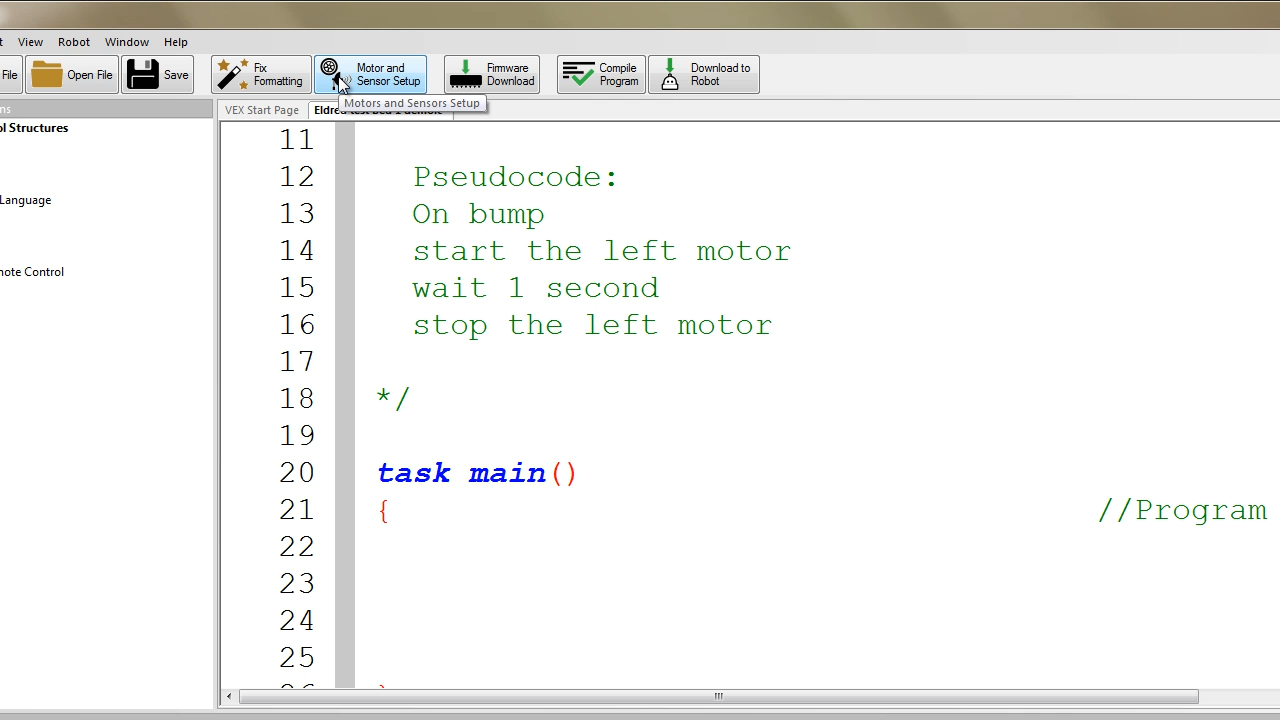 t View Robot Window Help
File Open File Save Fix Formatting Motor and Sensor Setup Firmware Download Compile Program Download to Robot
Motors and Sensors Setup
ns VEX Start Page
ol Structures
Language
note Control
11
12 Pseudocode:
13 On bump
14 start the left motor
15 wait 1 second
16 stop the left motor
17
18 */
19
20 task main()
21 { //Program
22
23
24
25